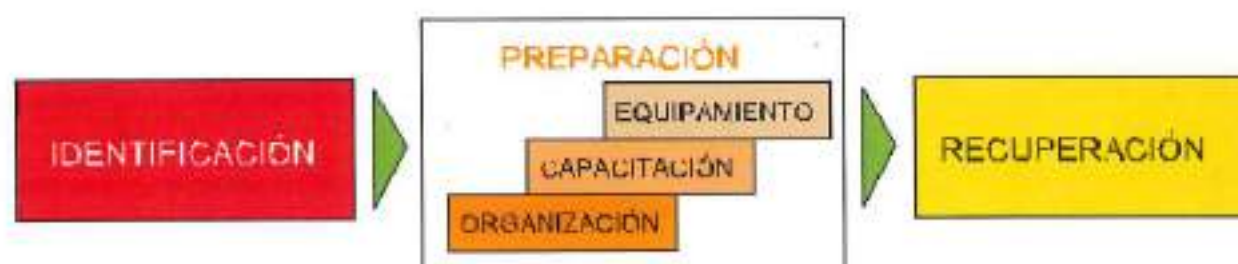 IDENTIFICACIÓN
PREPARACIÓN
EQUIPAMIENTO
CAPACITACIÓN
ORGANIZACIÓN
RECUPERACIÓN